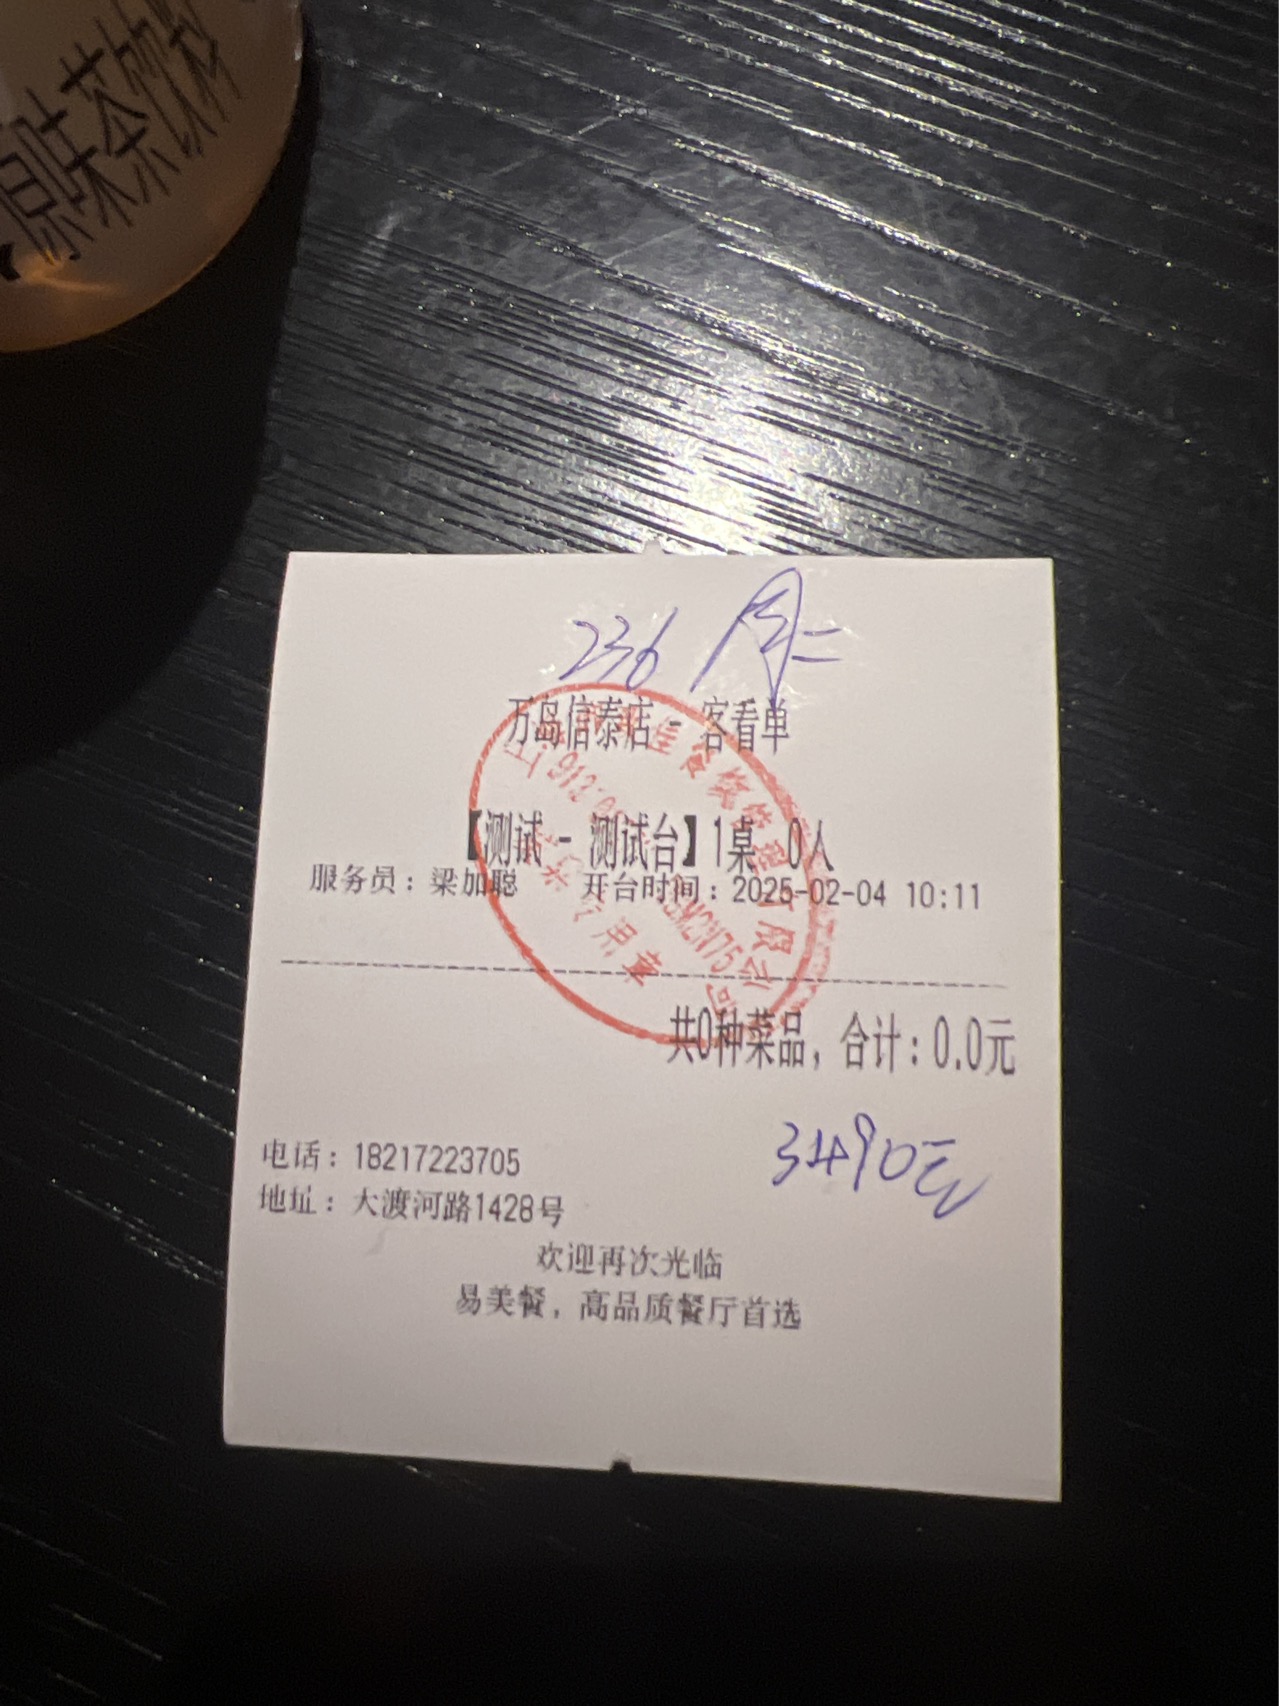 原味茶饮料
236 周二
万岛信泰店 - 客看单
【测试 - 测试台】1桌 0人
服务员：梁加聪 开台时间：2025-02-04 10:11
共0种菜品，合计：0.0元
3490元
电话：18217223705
地址：大渡河路1428号
欢迎再次光临
易美餐，高品质餐厅首选